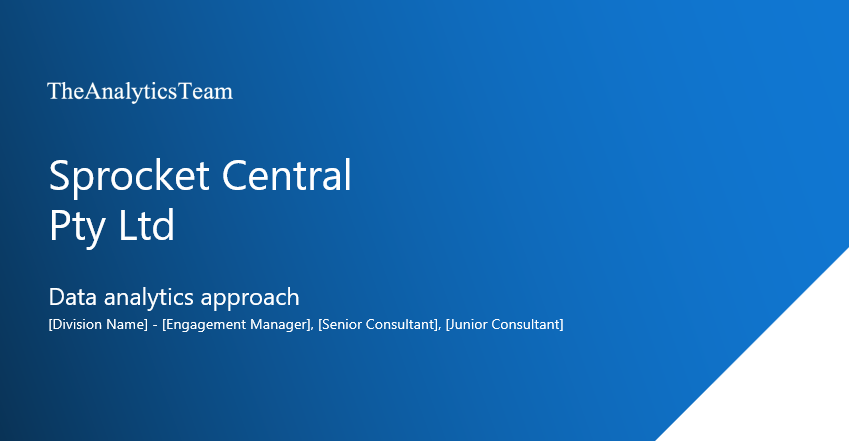 TheAnalyticsTeam
Sprocket Central
Pty Ltd
Data analytics approach
[Division Name] - [Engagement Manager], [Senior Consultant], [Junior Consultant]